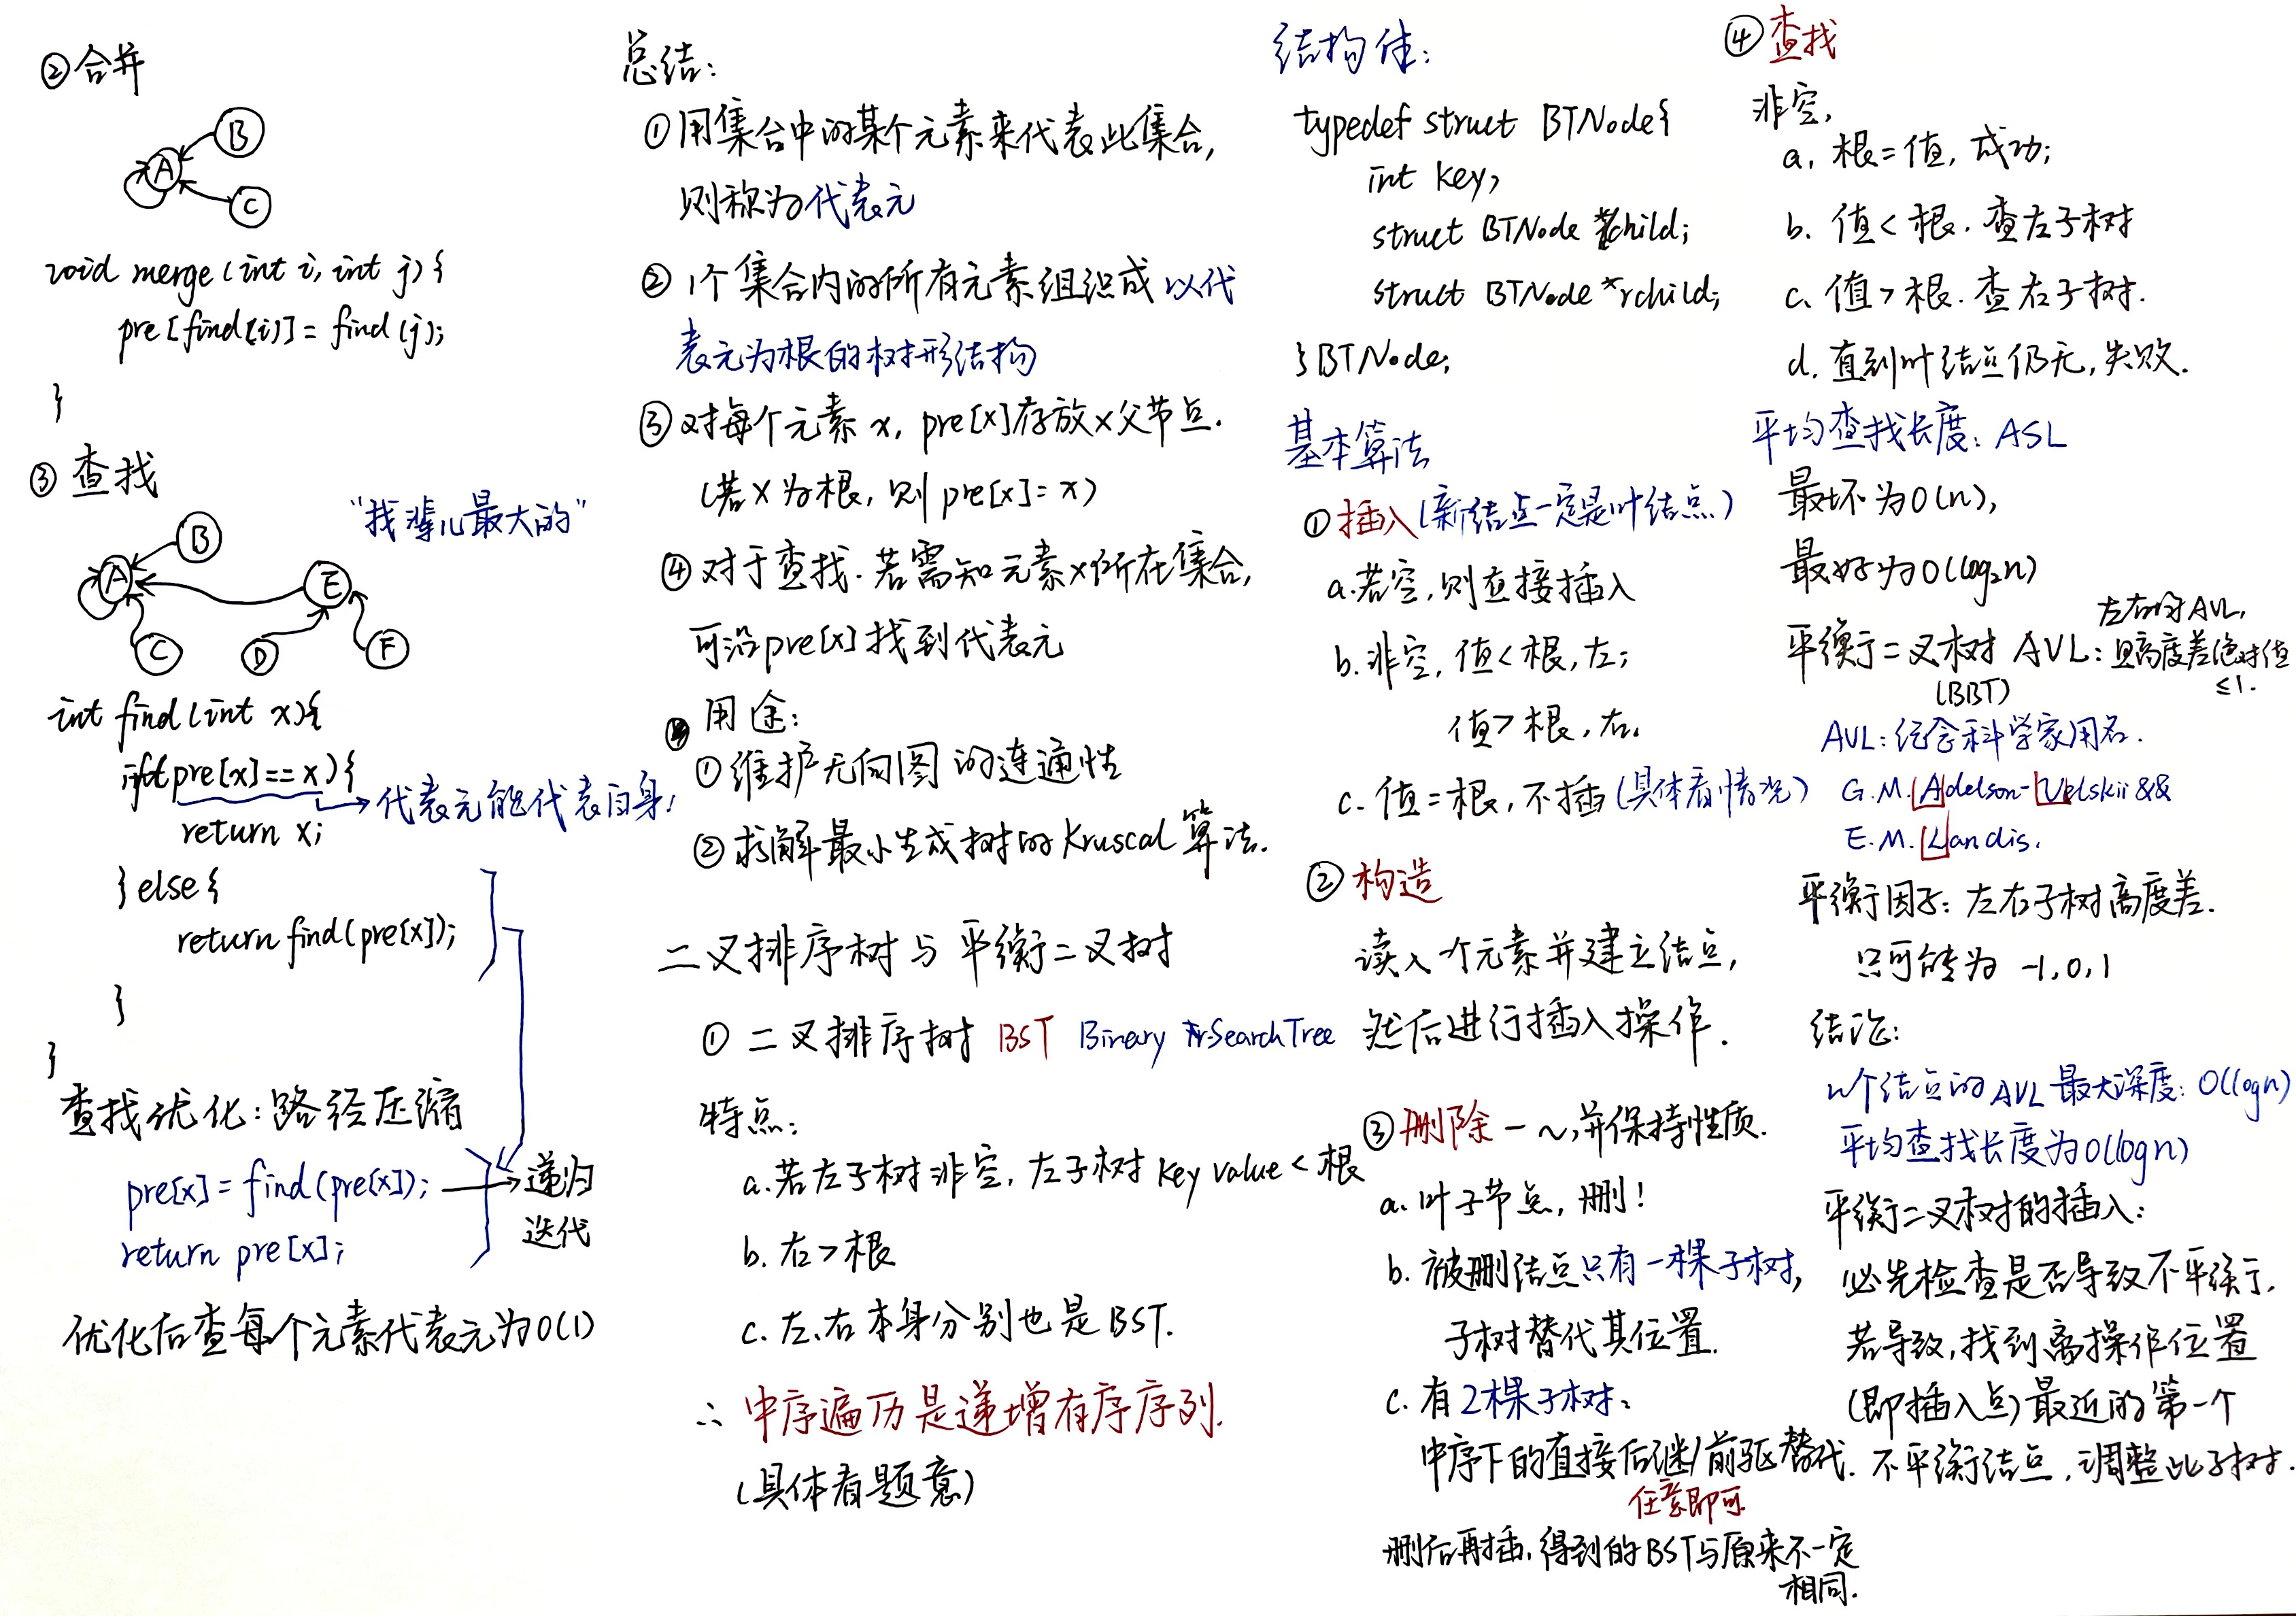 ②合并
B
A
C
void merge(int i, int j){
pre[find[i)]= find(j);
}
③ 查找
"找辈儿最大的"
B
A
E
C
D
F
int find(int x){
if(pre[x]==x){
→代表元能代表自身!
return x;
}else{
return find(pre[x]);
}
}
查找优化:路径压缩
pre[x]=find(pre[x]); →递归
return pre[x]; 迭代
优化后查每个元素代表元为O(1)
总结:
①用集合中的某个元素来代表此集合,
则称为代表元
② 1个集合内的所有元素组织成以代
表元为根的树形结构
③对每个元素x, pre[x]存放x父节点.
(若x为根, 则pre[x]=x)
④对于查找.若需知元素x所在集合,
可沿pre[x]找到代表元
用途:
①维护无向图的连通性
②求解最小生成树的Kruscal算法.
二叉排序树与平衡二叉树
① 二叉排序树 BST Binary SearchTree
特点:
a.若左子树非空,左子树key value<根
b.右>根
c.左、右本身分别也是BST.
∴ 中序遍历是递增有序序列.
(具体看题意)
结构体:
typedef struct BTNode{
int key;
struct BTNode *child;
struct BTNode *rchild;
}BTNode;
基本算法
①插入(新结点一定是叶结点)
a.若空,则直接插入
b.非空,值<根,左;
值>根,右.
c.值=根,不插(具体看情况)
②构造
读入一个元素并建立结点,
然后进行插入操作.
③删除一~,并保持性质.
a.叶子节点,删!
b.被删结点只有一棵子树,
子树替代其位置.
c.有2棵子树:
中序下的直接后继/前驱替代.
任意即可
删后再插,得到的BST与原来不一定
相同.
④查找
非空,
a.根=值,成功;
b.值<根.查左子树
c.值>根.查右子树.
d.直到叶结点仍无,失败.
平均查找长度: ASL
最坏为O(n),
最好为O(log₂n)
平衡二叉树 AVL:左右均AVL,
且高度差绝对值
≤1.
(BBT)
AVL:纪念科学家用名.
G.M.Adelson-Velskii &&
E.M.Landis.
平衡因子:左右子树高度差.
只可能为 -1,0,1
结论:
n个结点的AVL最大深度: O(logn)
平均查找长度为O(logn)
平衡二叉树的插入:
必先检查是否导致不平衡.
若导致,找到离操作位置
(即插入点)最近的第一个
不平衡结点,调整此子树.